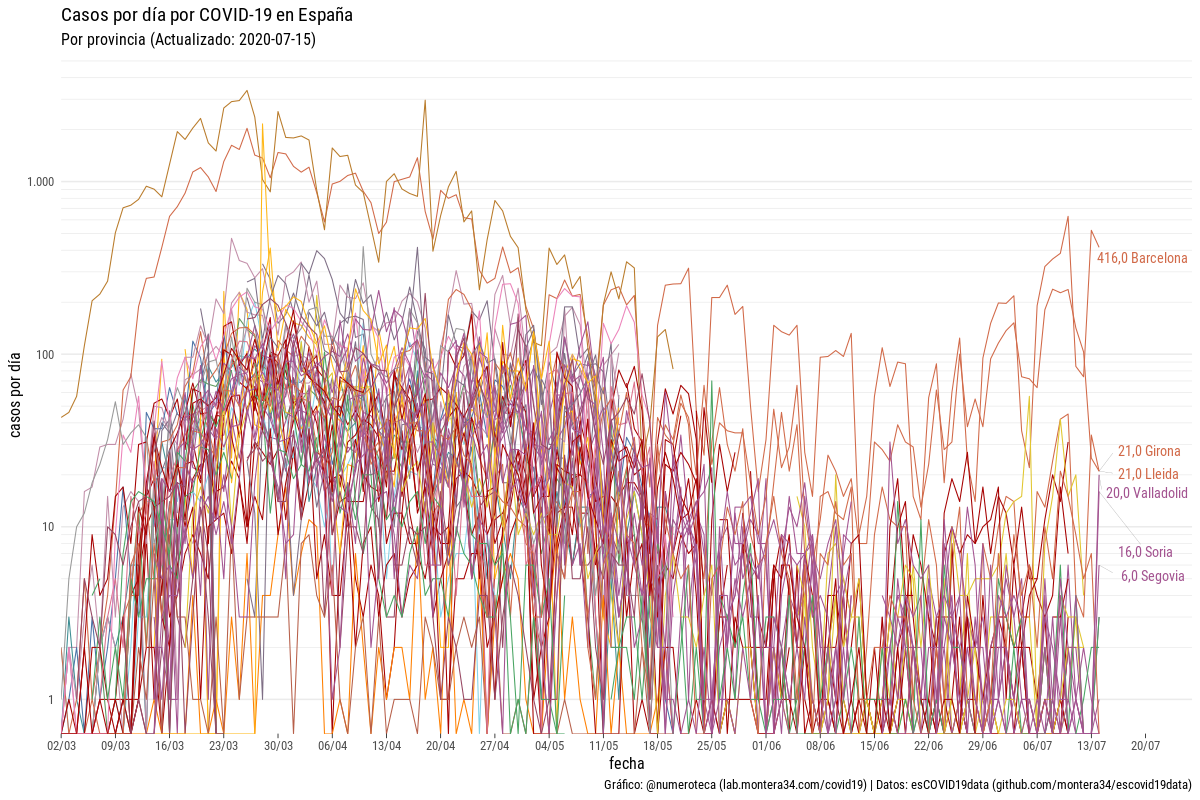 Casos por día por COVID-19 en España
Por provincia (Actualizado: 2020-07-15)
casos por día
1.000
100
10
1
416,0 Barcelona
21,0 Girona
21,0 Lleida
20,0 Valladolid
16,0 Soria
6,0 Segovia
02/03 09/03 16/03 23/03 30/03 06/04 13/04 20/04 27/04 04/05 11/05 18/05 25/05 01/06 08/06 15/06 22/06 29/06 06/07 13/07 20/07
fecha
Gráfico: @numeroteca (lab.montera34.com/covid19) | Datos: esCOVID19data (github.com/montera34/escovid19data)